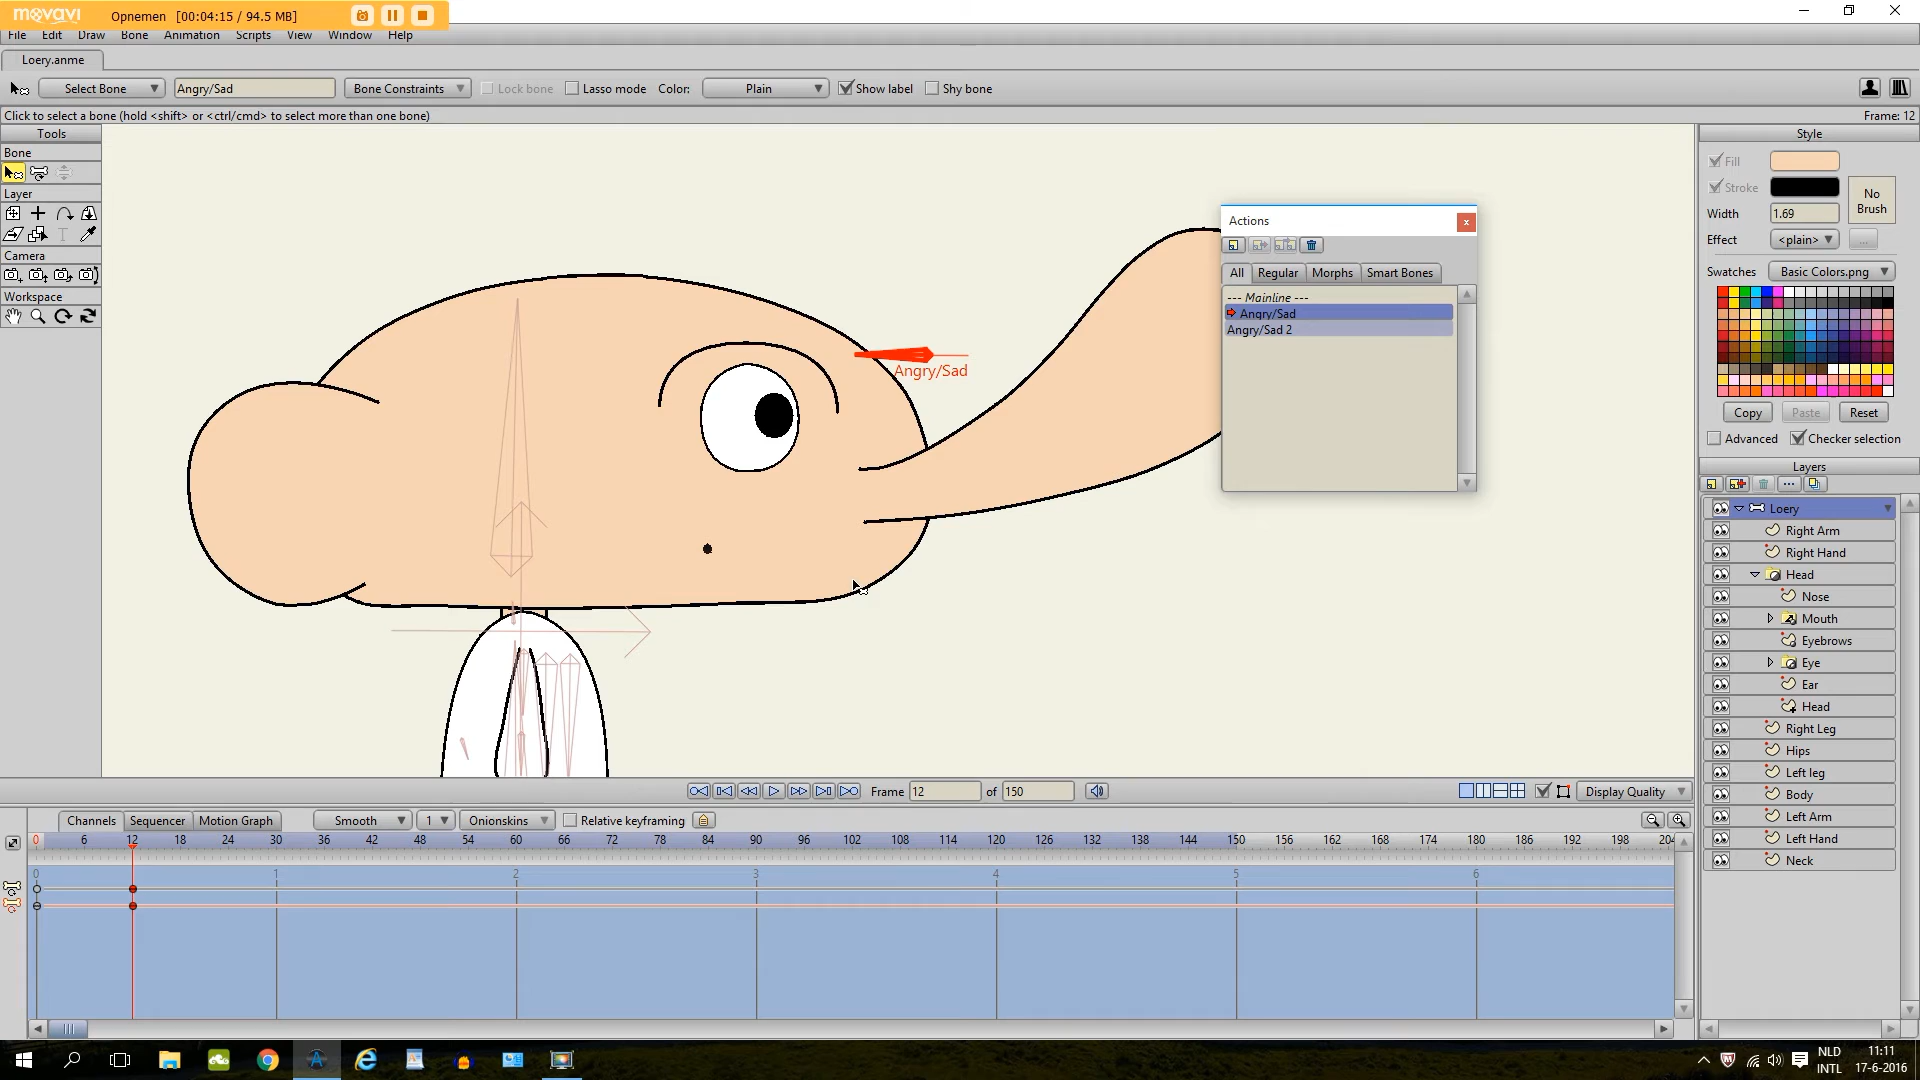 movavi Opnemen [00:04:15 / 94.5 MB]
File Edit Draw Bone Animation Scripts View Window Help
Loery.anme
Select Bone Angry/Sad Bone Constraints Lock bone Lasso mode Color: Plain Show label Shy bone
Click to select a bone (hold <shift> or <ctrl/cmd> to select more than one bone) Frame: 12
Tools
Bone
Layer
Camera
Workspace
Angry/Sad
Actions
All Regular Morphs Smart Bones
--- Mainline ---
Angry/Sad
Angry/Sad 2
Style
Fill
Stroke
No Brush
Width 1.69
Effect <plain> ...
Swatches Basic Colors.png
Copy Paste Reset
Advanced Checker selection
Layers
Loery
Right Arm
Right Hand
Head
Nose
Mouth
Eyebrows
Eye
Ear
Head
Right Leg
Hips
Left leg
Body
Left Arm
Left Hand
Neck
Frame 12 of 150 Display Quality
Channels Sequencer Motion Graph Smooth 1 Onionskins Relative keyframing
0 6 12 18 24 30 36 42 48 54 60 66 72 78 84 90 96 102 108 114 120 126 132 138 144 150 156 162 168 174 180 186 192 198 204
0 1 2 3 4 5 6
NLD 11:11
INTL 17-6-2016